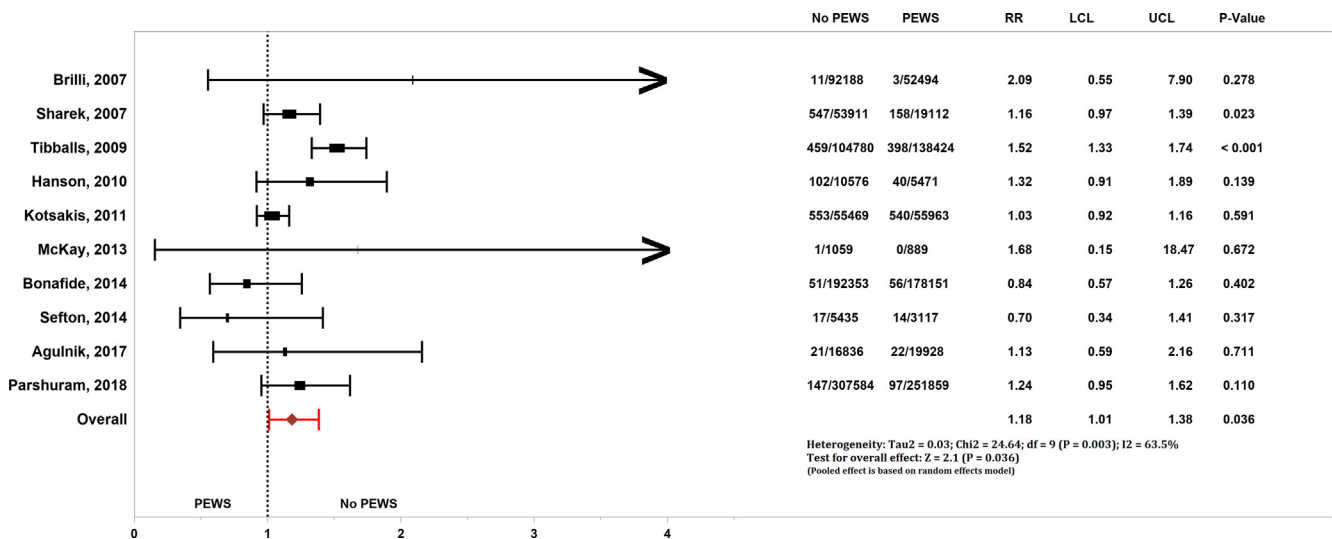 No PEWS PEWS RR LCL UCL P-Value
Brilli, 2007 11/92188 3/52494 2.09 0.55 7.90 0.278
Sharek, 2007 547/53911 158/19112 1.16 0.97 1.39 0.023
Tibballs, 2009 459/104780 398/138424 1.52 1.33 1.74 < 0.001
Hanson, 2010 102/10576 40/5471 1.32 0.91 1.89 0.139
Kotsakis, 2011 553/55469 540/55963 1.03 0.92 1.16 0.591
McKay, 2013 1/1059 0/889 1.68 0.15 18.47 0.672
Bonafide, 2014 51/192353 56/178151 0.84 0.57 1.26 0.402
Sefton, 2014 17/5435 14/3117 0.70 0.34 1.41 0.317
Agulnik, 2017 21/16836 22/19928 1.13 0.59 2.16 0.711
Parshuram, 2018 147/307584 97/251859 1.24 0.95 1.62 0.110
Overall 1.18 1.01 1.38 0.036
Heterogeneity: Tau2 = 0.03; Chi2 = 24.64; df = 9 (P = 0.003); I2 = 63.5%
Test for overall effect: Z = 2.1 (P = 0.036)
(Pooled effect is based on random effects model)
PEWS No PEWS
0 1 2 3 4